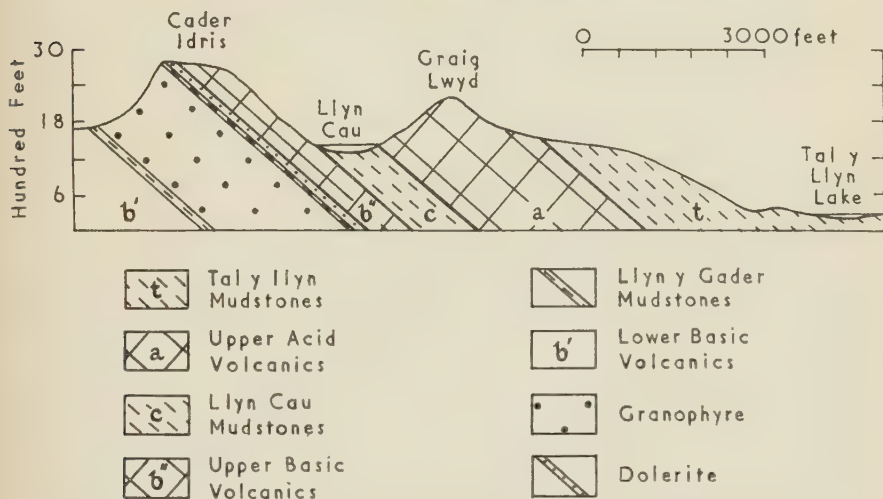 Cader
Idris
Graig
Lwyd
0 3000 feet
Llyn
Cau
Tal y
Llyn
Lake
Hundred Feet
30
18
6
b'
b"
c
a
t
t
Tal y llyn
Mudstones
a
Upper Acid
Volcanics
c
Llyn Cau
Mudstones
b"
Upper Basic
Volcanics
Llyn y Gader
Mudstones
b'
Lower Basic
Volcanics
Granophyre
Dolerite